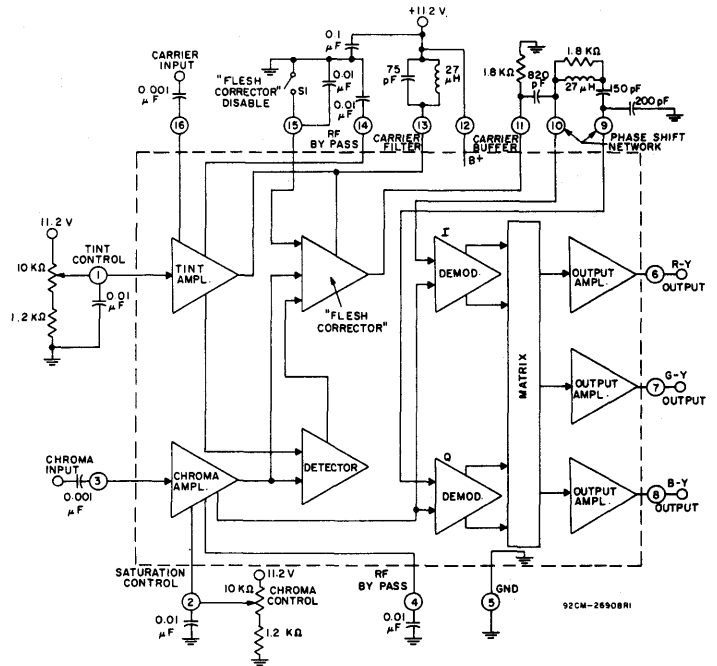 +11.2 V
0.1
µF
CARRIER
INPUT
0.001
µF
"FLESH
CORRECTOR"
DISABLE
S1
0.01
µF
0.01
µF
75
pF
27
µH
1.8 KΩ
820
pF
1.8 KΩ
27 µH
150 pF
200 pF
16
15
14
13
12
11
10
9
RF
BY PASS
CARRIER
FILTER
B+
CARRIER
BUFFER
PHASE SHIFT
NETWORK
11.2 V
TINT CONTROL
10 KΩ
1
0.01
µF
1.2 KΩ
TINT
AMPL.
"FLESH
CORRECTOR"
I
DEMOD.
MATRIX
OUTPUT
AMPL.
6
R-Y
OUTPUT
OUTPUT
AMPL.
7
G-Y
OUTPUT
CHROMA
INPUT
3
0.001
µF
CHROMA
AMPL.
DETECTOR
Q
DEMOD.
OUTPUT
AMPL.
8
B-Y
OUTPUT
SATURATION
CONTROL
2
0.01
µF
11.2 V
10 KΩ
CHROMA
CONTROL
1.2 KΩ
RF
BY PASS
4
0.01
µF
5
GND
92CM-26908R1